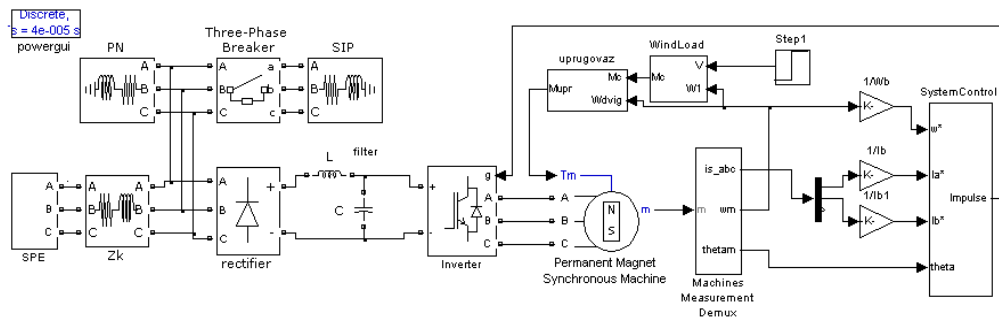 Discrete,
s = 4e-005 s
powergui
PN
A
B
C
Three-Phase
Breaker
A
B
C
a
b
c
SIP
A
B
C
SPE
A
B
C
Zk
A
B
C
A
B
C
rectifier
A
B
C
+
-
L
filter
C
Inverter
g
+
-
A
B
C
uprugovaz
Mupr
Mc
Wdvig
WindLoad
Mc
V
W1
Step1
Tm
A
B
C
N
S
m
Permanent Magnet
Synchronous Machine
m
is_abc
wm
thetam
Machines
Measurement
Demux
1/Wb
K-
1/Ib
K-
1/Ib1
K-
SystemControl
w*
Ia*
Ib*
theta
Impulse